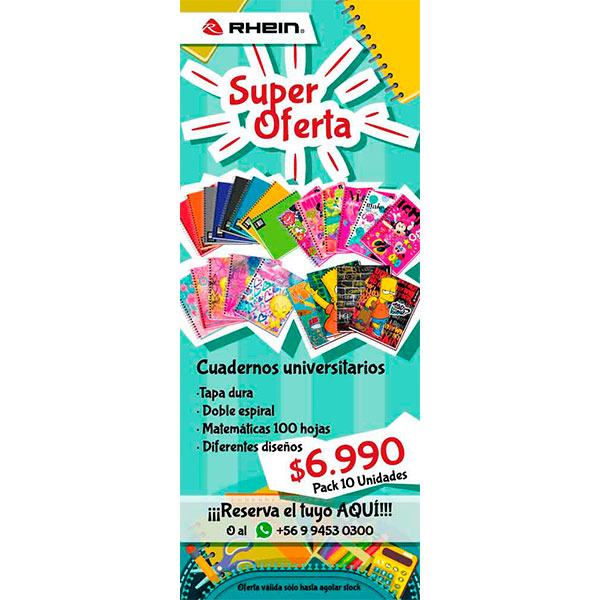 RHEIN®
Super
Oferta
Cuadernos universitarios
·Tapa dura
· Doble espiral
· Matemáticas 100 hojas
· Diferentes diseños
$6.990
Pack 10 Unidades
¡¡¡Reserva el tuyo AQUÍ!!!
O al +56 9 9453 0300
Oferta válida solo hasta agotar stock